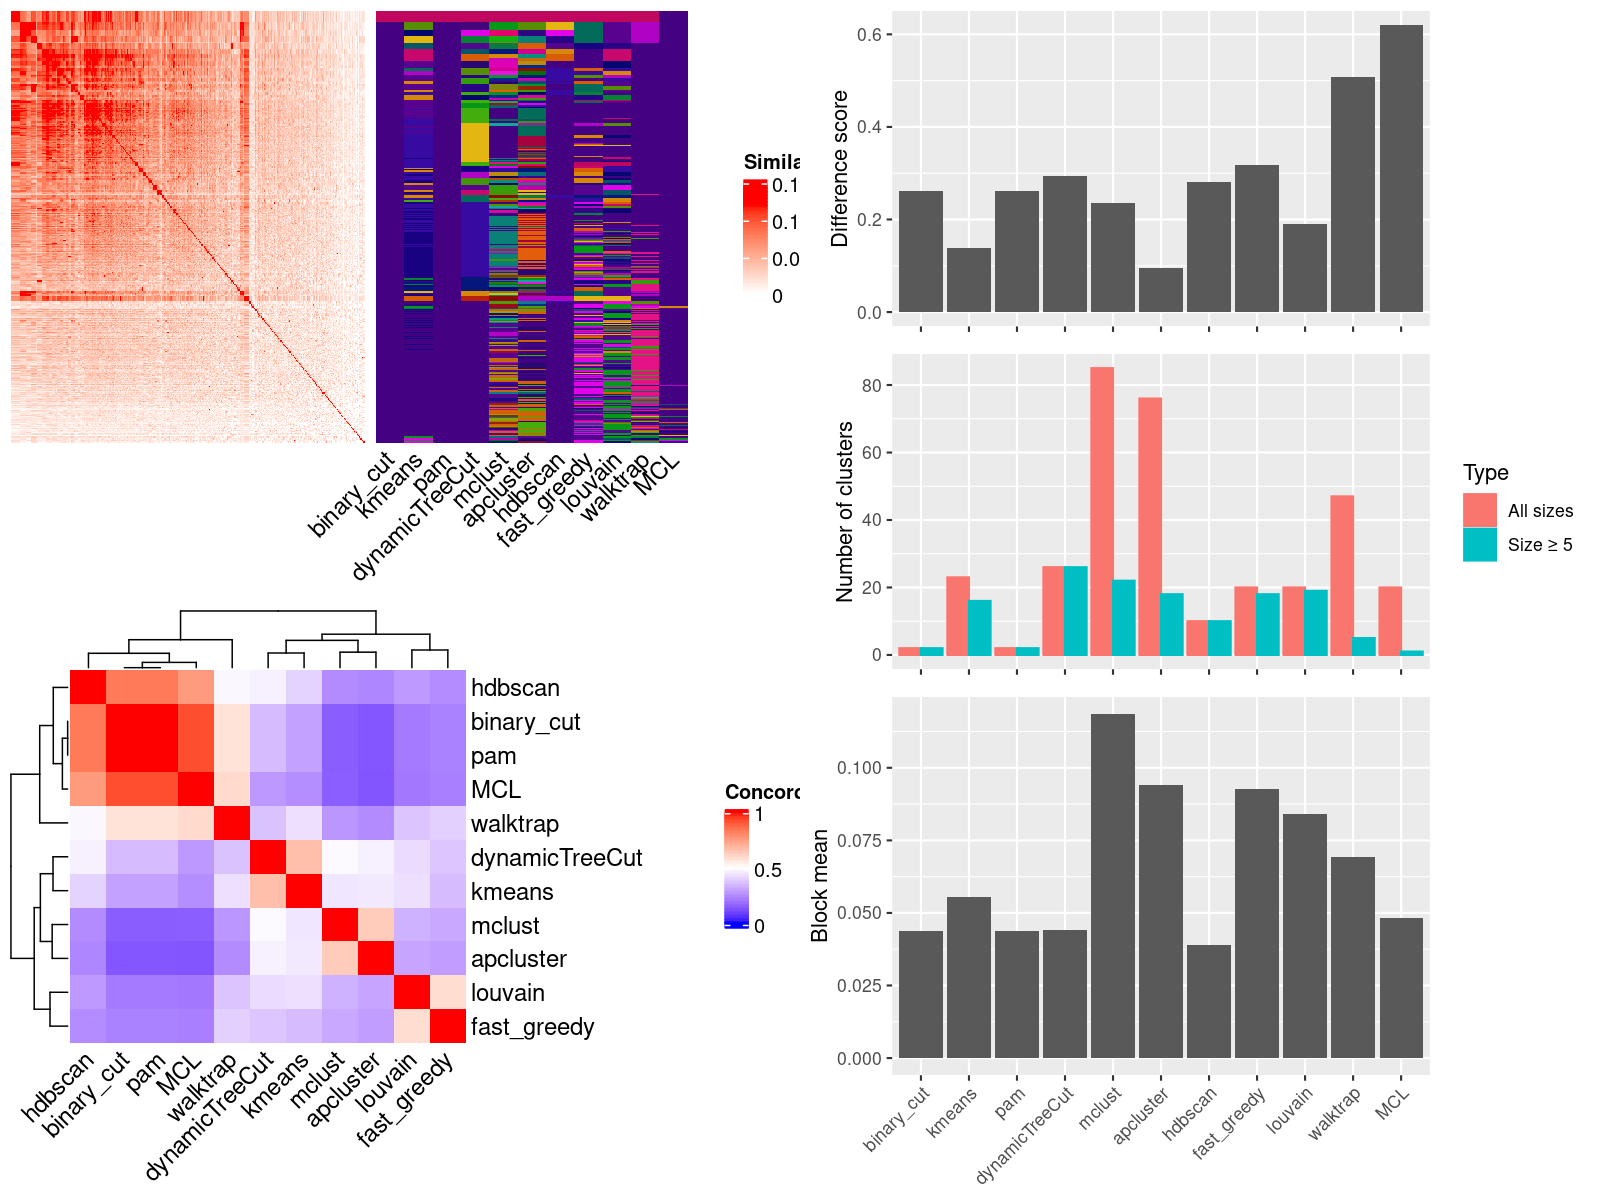 Simila
0.1
0.1
0.0
0
binary_cut
kmeans
pam
dynamicTreeCut
mclust
apcluster
hdbscan
fast_greedy
louvain
walktrap
MCL
hdbscan
binary_cut
pam
MCL
walktrap
dynamicTreeCut
kmeans
mclust
apcluster
louvain
fast_greedy
hdbscan
binary_cut
pam
MCL
walktrap
dynamicTreeCut
kmeans
mclust
apcluster
louvain
fast_greedy
Concord
1
0.5
0
Difference score
0.6
0.4
0.2
0.0
Number of clusters
80
60
40
20
0
Type
All sizes
Size ≥ 5
Block mean
0.100
0.075
0.050
0.025
0.000
binary_cut
kmeans
pam
dynamicTreeCut
mclust
apcluster
hdbscan
fast_greedy
louvain
walktrap
MCL